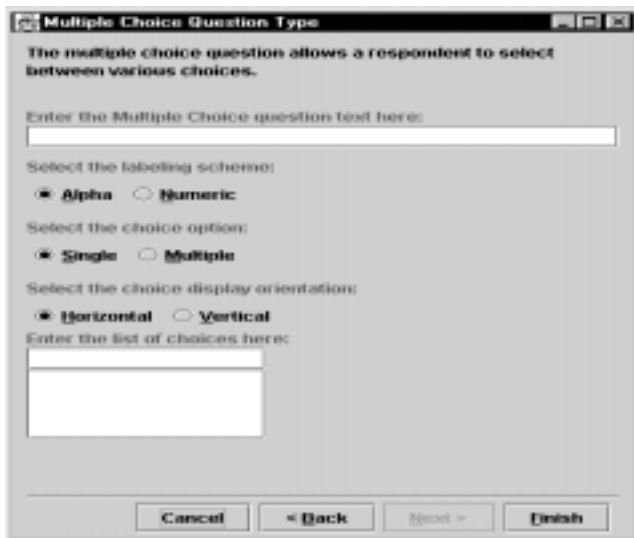 Multiple Choice Question Type
The multiple choice question allows a respondent to select
between various choices.
Enter the Multiple Choice question text here:
Select the labeling scheme:
Alpha Numeric
Select the choice option:
Single Multiple
Select the choice display orientation:
Horizontal Vertical
Enter the list of choices here:
Cancel < Back Next > Finish